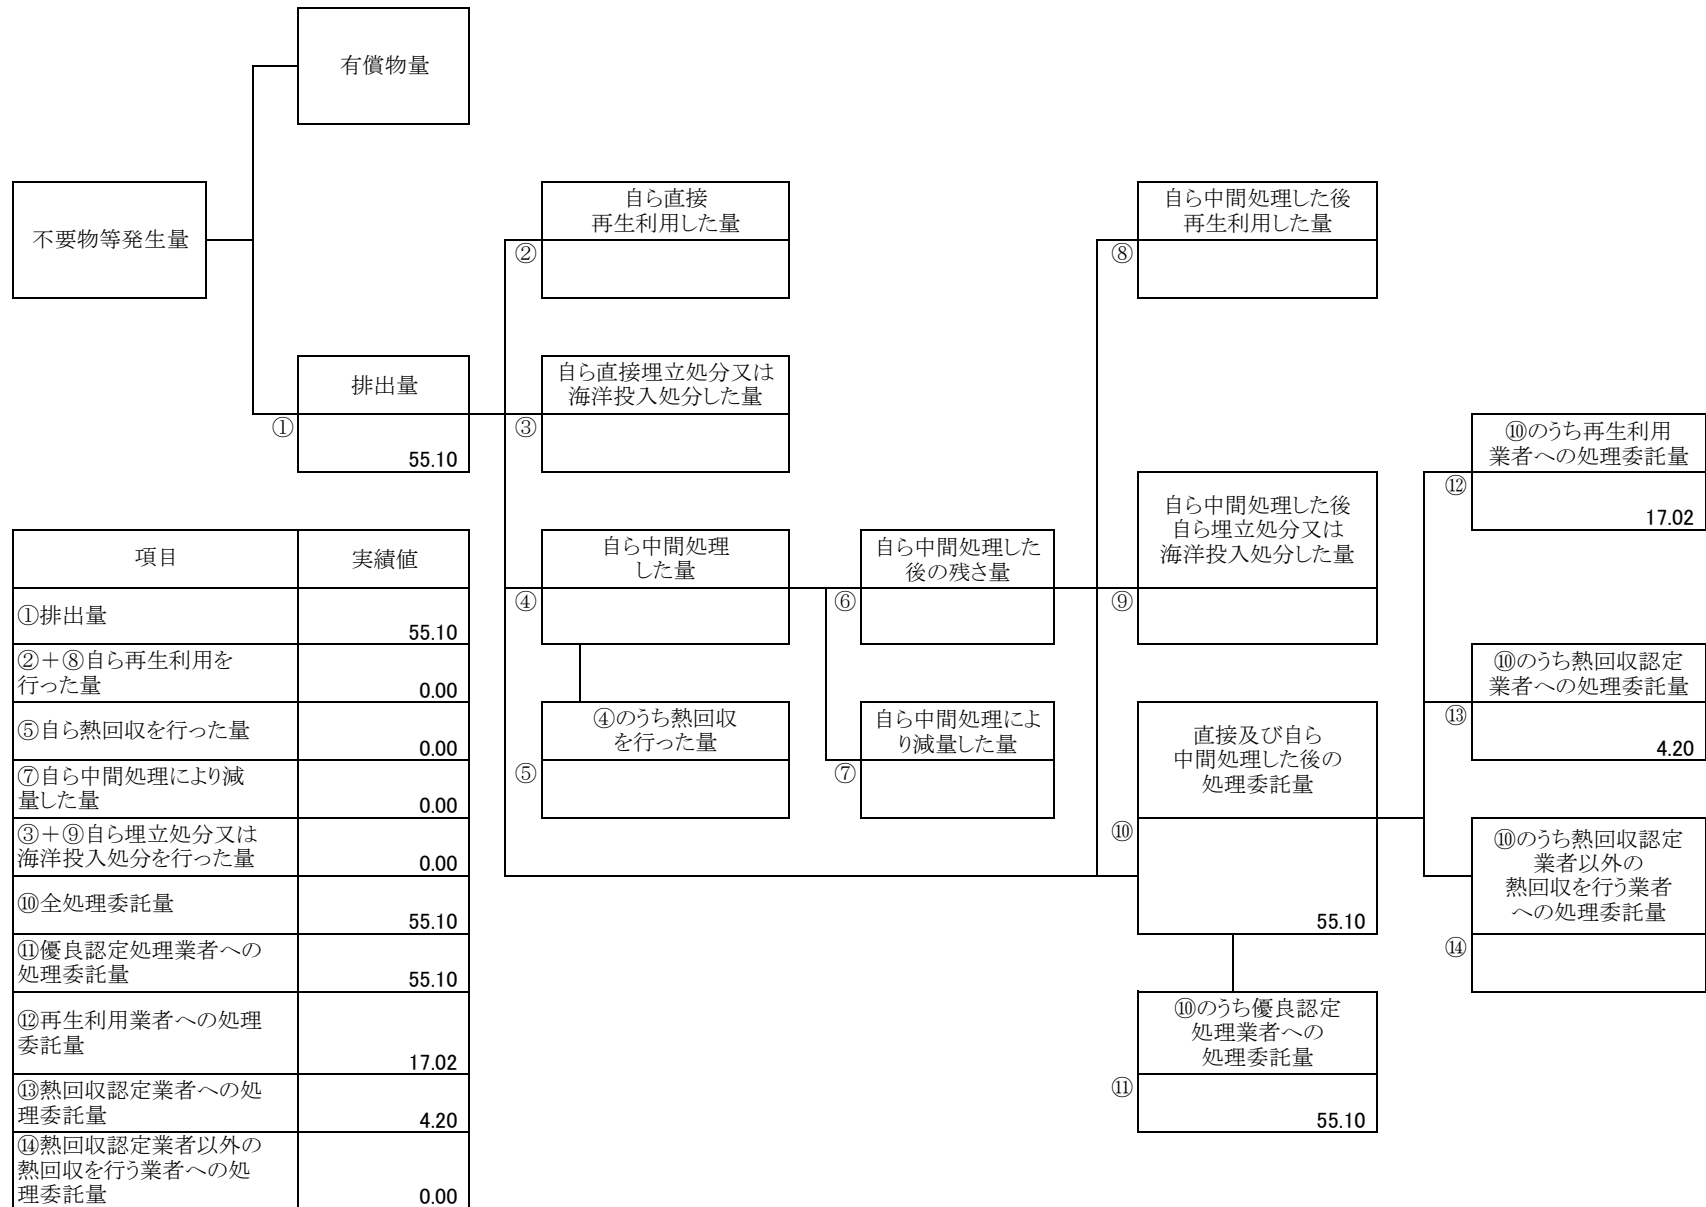 有償物量
不要物等発生量
自ら直接
再生利用した量
②
自ら中間処理した後
再生利用した量
⑧
排出量
①
55.10
自ら直接埋立処分又は
海洋投入処分した量
③
⑩のうち再生利用
業者への処理委託量
⑫
17.02
自ら中間処理
した量
④
自ら中間処理した
後の残さ量
⑥
自ら中間処理した後
自ら埋立処分又は
海洋投入処分した量
⑨
⑩のうち熱回収認定
業者への処理委託量
⑬
4.20
④のうち熱回収
を行った量
⑤
自ら中間処理によ
り減量した量
⑦
直接及び自ら
中間処理した後の
処理委託量
⑩
55.10
⑩のうち熱回収認定
業者以外の
熱回収を行う業者
への処理委託量
⑭
⑩のうち優良認定
処理業者への
処理委託量
⑪
55.10
項目 実績値
①排出量
55.10
②＋⑧自ら再生利用を
行った量 0.00
⑤自ら熱回収を行った量
0.00
⑦自ら中間処理により減
量した量 0.00
③＋⑨自ら埋立処分又は
海洋投入処分を行った量 0.00
⑩全処理委託量
55.10
⑪優良認定処理業者への
処理委託量 55.10
⑫再生利用業者への処理
委託量
17.02
⑬熱回収認定業者への処
理委託量 4.20
⑭熱回収認定業者以外の
熱回収を行う業者への処
理委託量 0.00